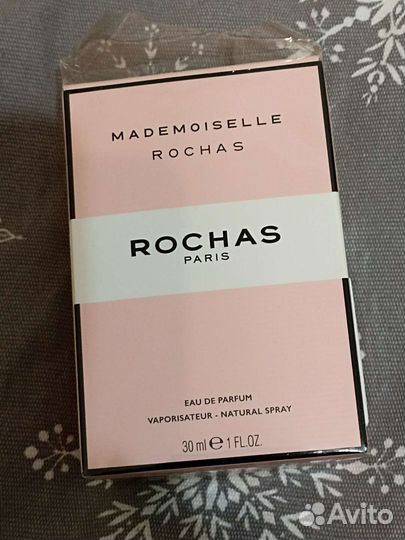 MADEMOISELLE
ROCHAS
ROCHAS
PARIS
EAU DE PARFUM
VAPORISATEUR - NATURAL SPRAY
30 ml ℮ 1 FL.OZ.
Avito